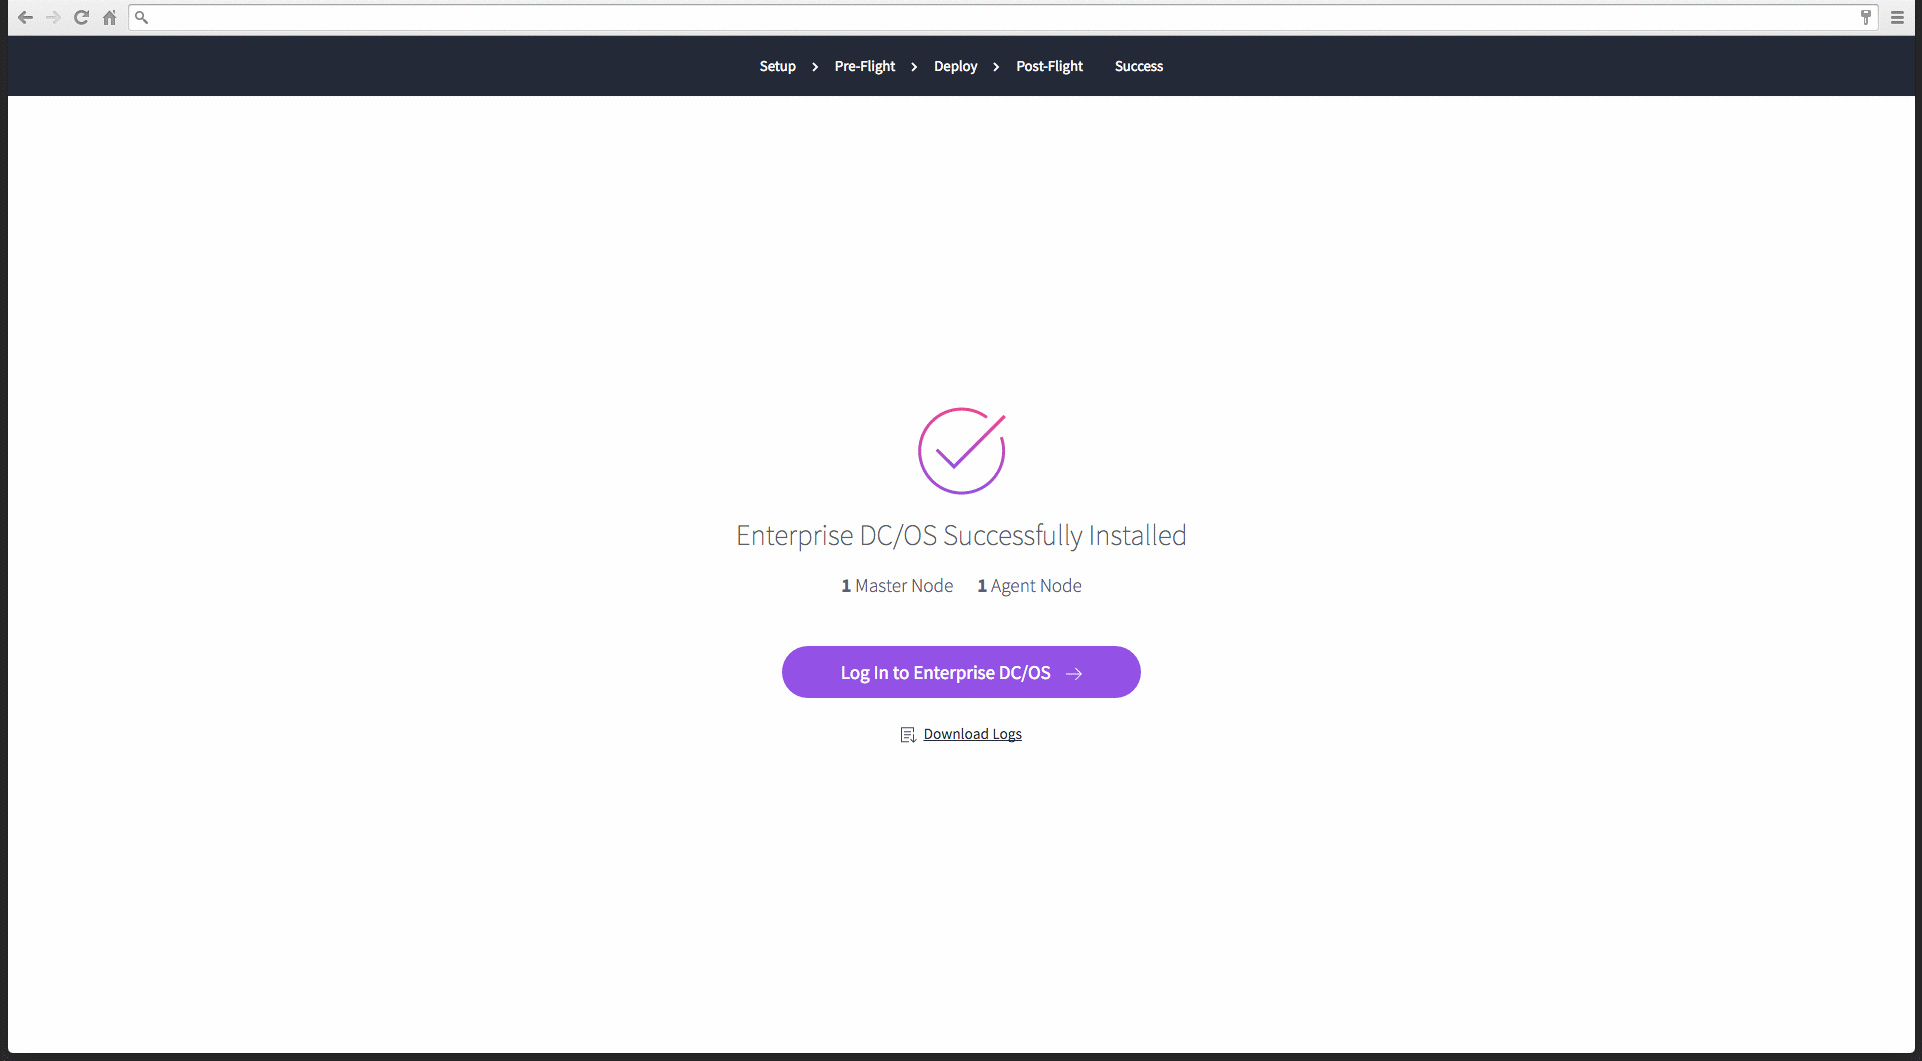 Setup Pre-Flight Deploy Post-Flight Success
Enterprise DC/OS Successfully Installed
1 Master Node 1 Agent Node
Log In to Enterprise DC/OS
Download Logs